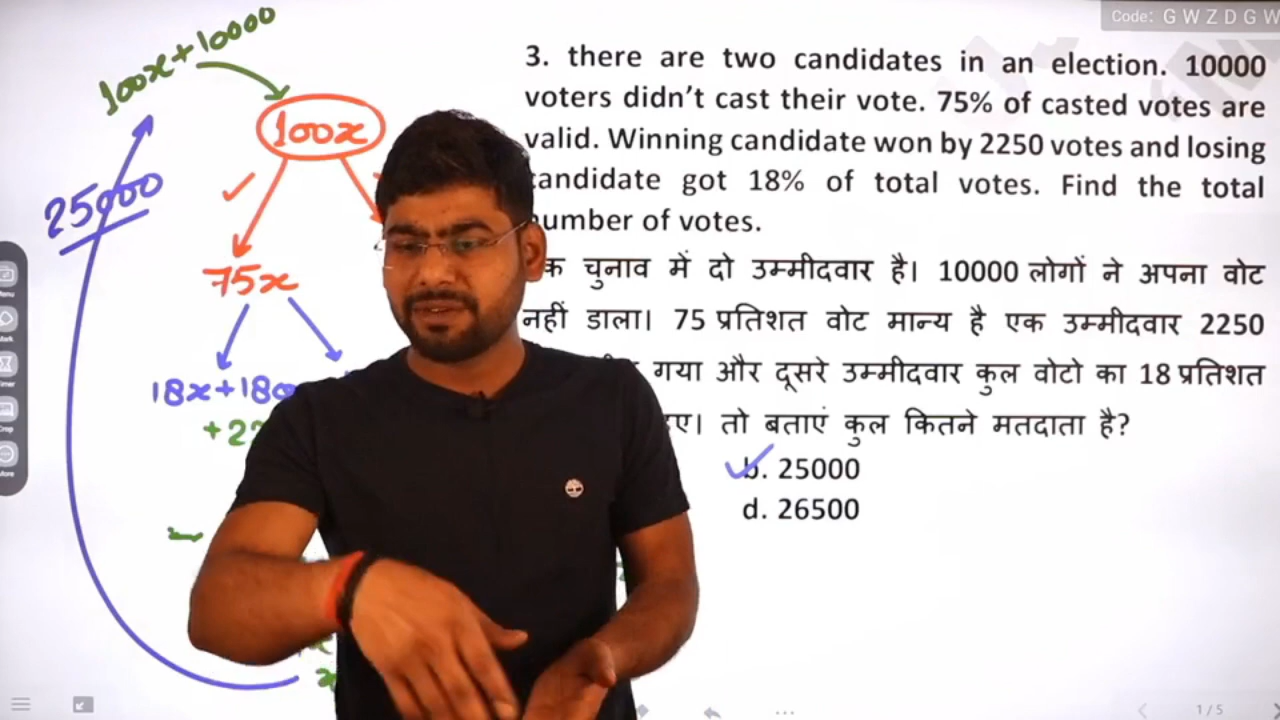 Code: G W Z D G W
100x+10000
3. there are two candidates in an election. 10000
voters didn't cast their vote. 75% of casted votes are
100x
valid. Winning candidate won by 2250 votes and losing
candidate got 18% of total votes. Find the total
25000
number of votes.
75x
चुनाव में दो उम्मीदवार है। 10000 लोगों ने अपना वोट
नहीं डाला। 75 प्रतिशत वोट मान्य है एक उम्मीदवार 2250
गया और दूसरे उम्मीदवार कुल वोटो का 18 प्रतिशत
18x+180
+22
तो बताएं कुल कितने मतदाता है?
b. 25000
d. 26500
1/5